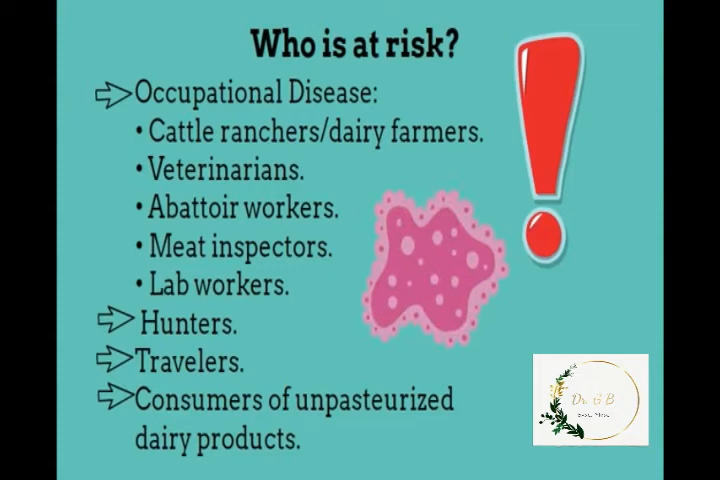 Who is at risk?
Occupational Disease:
• Cattle ranchers/dairy farmers.
• Veterinarians.
• Abattoir workers.
• Meat inspectors.
• Lab workers.
Hunters.
Travelers.
Consumers of unpasteurized
dairy products.
Dr. G B